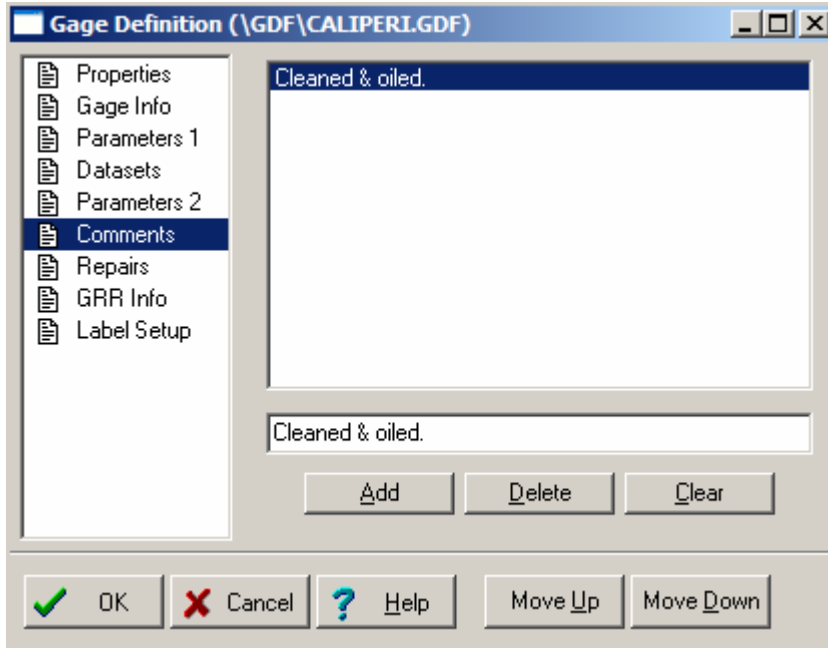 Gage Definition (\GDF\CALIPERI.GDF)
Properties
Gage Info
Parameters 1
Datasets
Parameters 2
Comments
Repairs
GRR Info
Label Setup
Cleaned & oiled.
Cleaned & oiled.
Add Delete Clear
OK Cancel Help Move Up Move Down